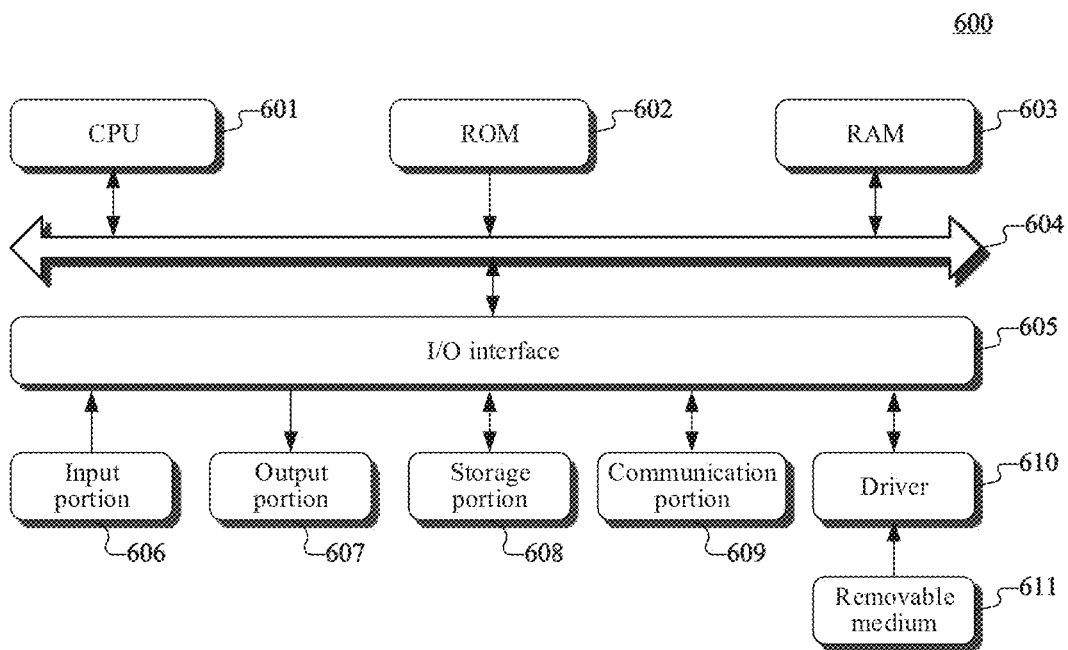 600
CPU
601
ROM
602
RAM
603
604
I/O interface
605
Input
portion
606
Output
portion
607
Storage
portion
608
Communication
portion
609
Driver
610
Removable
medium
611